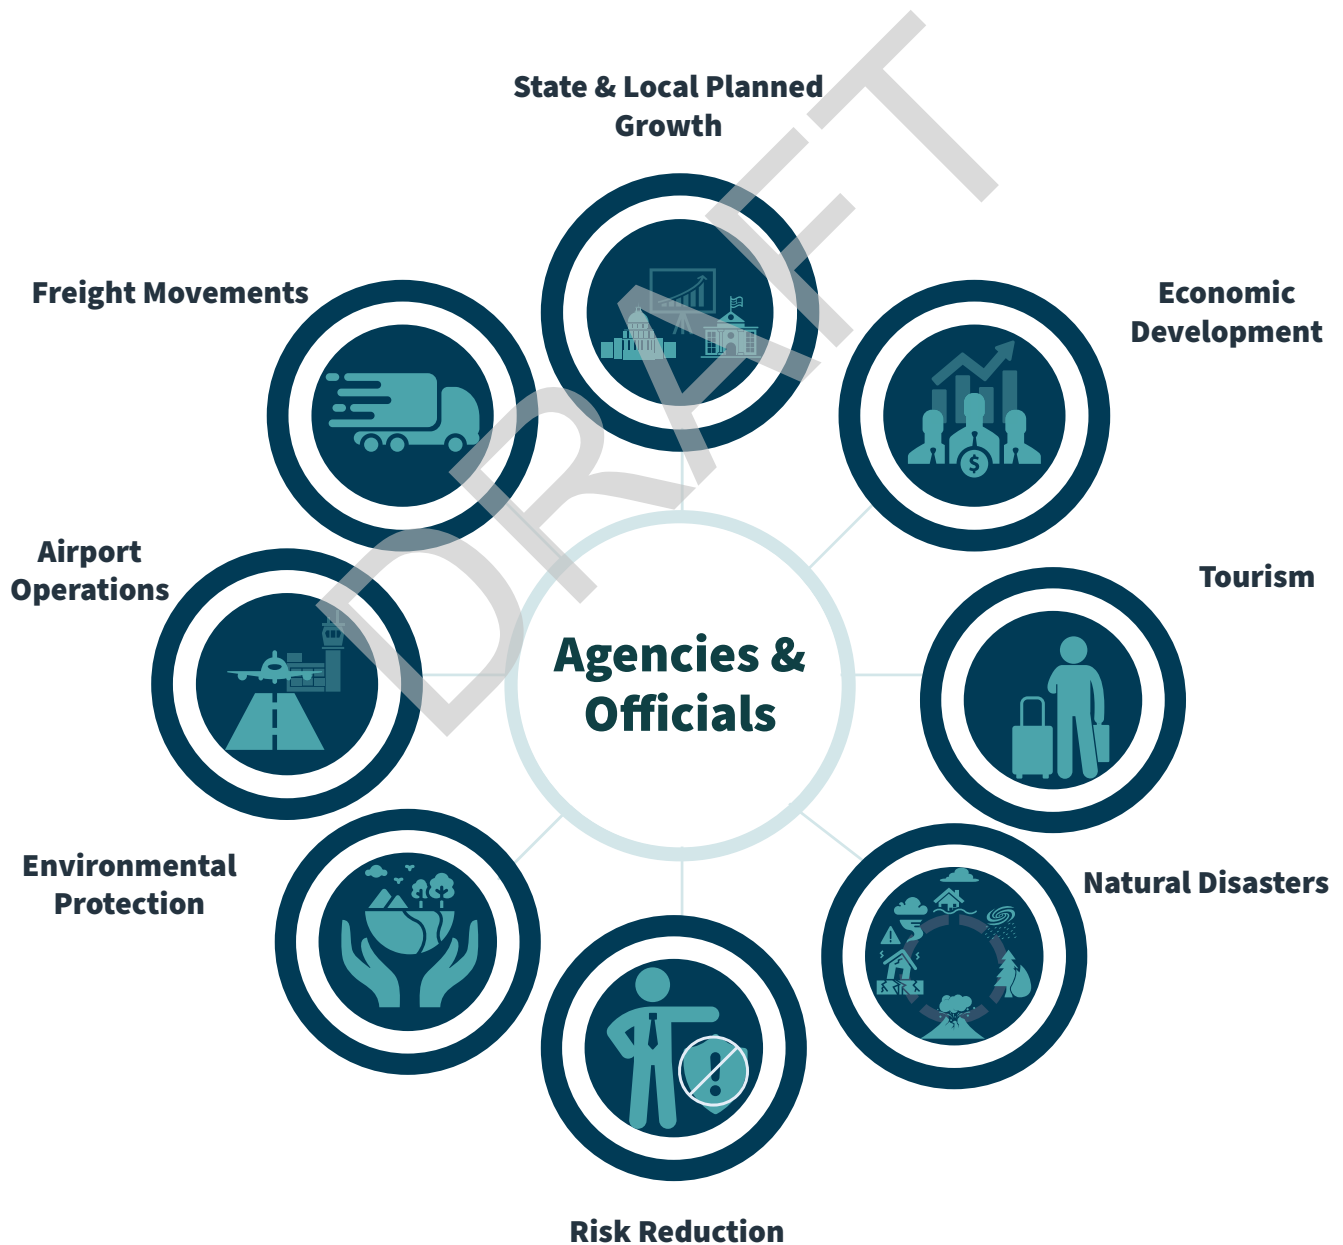 State & Local Planned
Growth
Freight Movements
Economic
Development
Airport
Operations
Tourism
Agencies &
Officials
Environmental
Protection
Natural Disasters
Risk Reduction
DRAFT
$
!